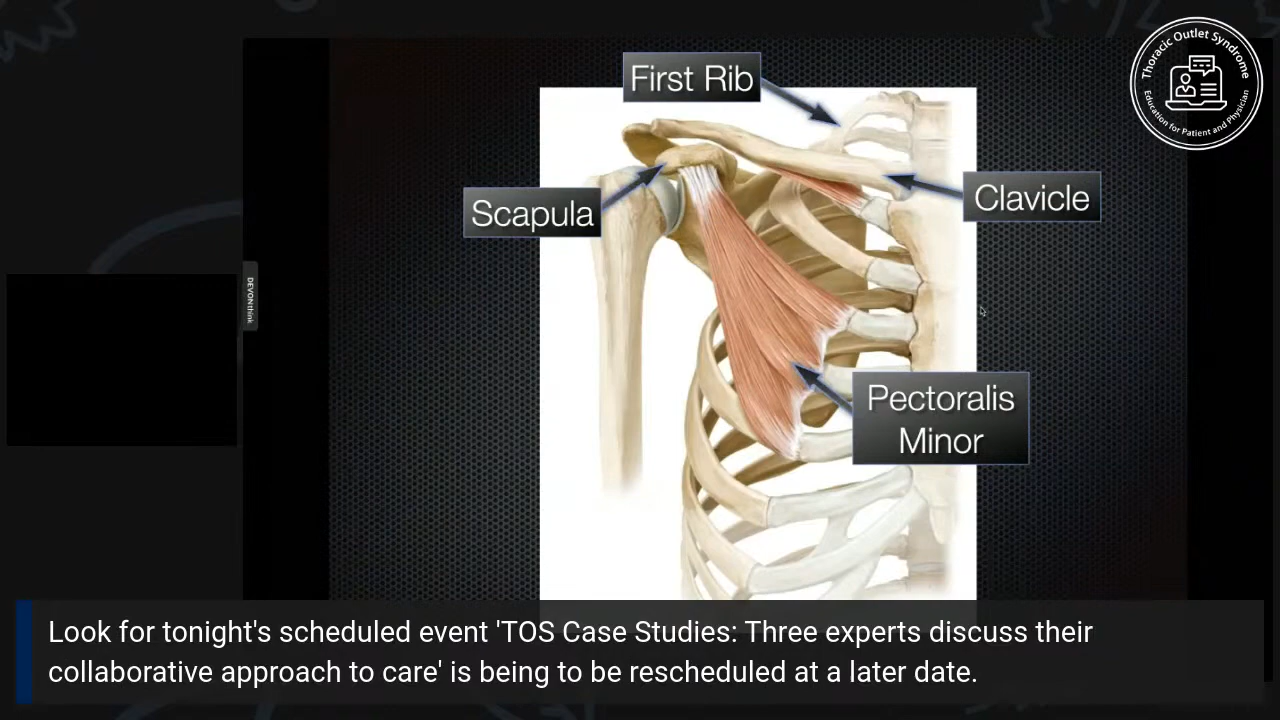 Thoracic Outlet Syndrome
Education for Patient and Physician
First Rib
Scapula
Clavicle
DEVONthink
Pectoralis
Minor
Look for tonight's scheduled event 'TOS Case Studies: Three experts discuss their
collaborative approach to care' is being to be rescheduled at a later date.